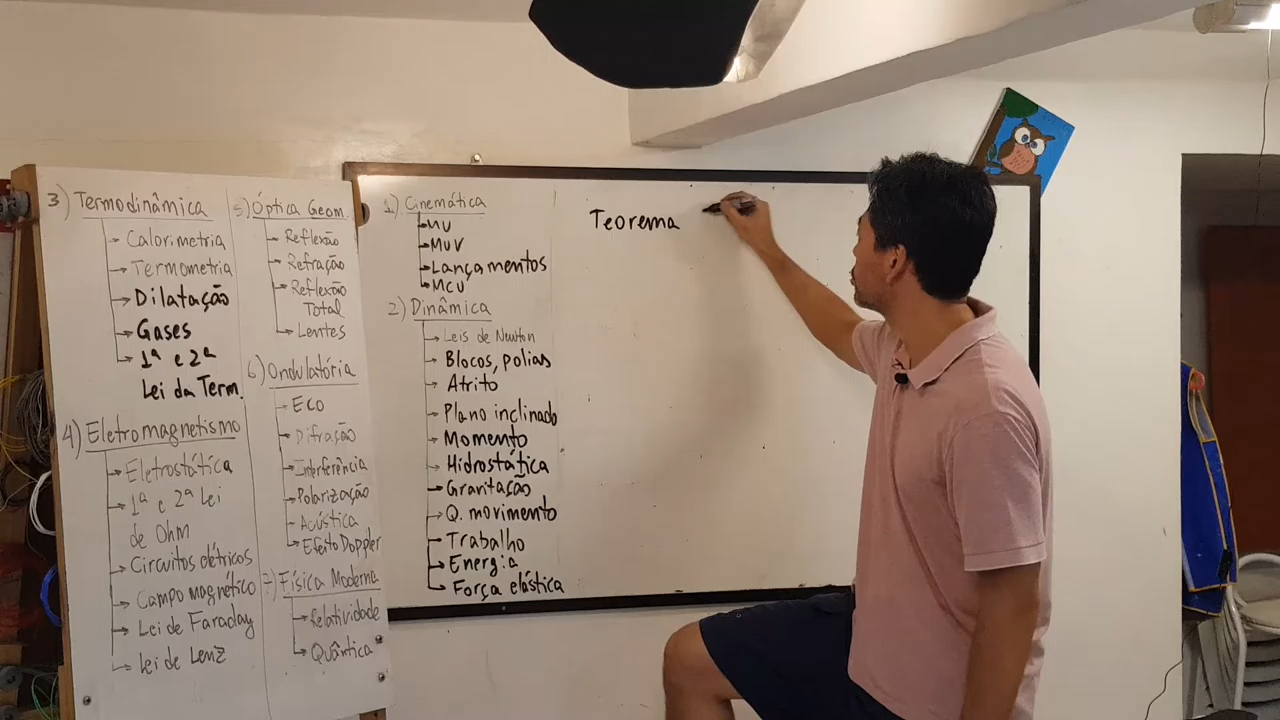 3) Termodinâmica
Calorimetria
Termometria
Dilatação
Gases
1ª e 2ª
Lei da Term.
4) Eletromagnetismo
Eletrostática
1ª e 2ª Lei
de Ohm
Circuitos elétricos
Campo magnético
Lei de Faraday
Lei de Lenz
5) Óptica Geom.
Reflexão
Refração
Reflexão
Total
Lentes
6) Ondulatória
Eco
Difração
Interferência
Polarização
Acústica
Efeito Doppler
7) Física Moderna
Relatividade
Quântica
1) Cinemática
MU
MUV
Lançamentos
MCU
2) Dinâmica
Leis de Newton
Blocos, polias
Atrito
Plano inclinado
Momento
Hidrostática
Gravitação
Q. movimento
Trabalho
Energia
Força elástica
Teorema